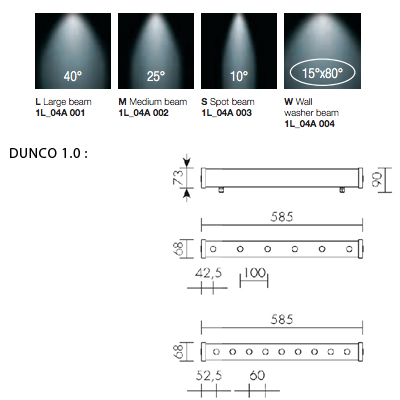 40° 25° 10° 15°x80°
L Large beam M Medium beam S Spot beam W Wall
1L_04A 001 1L_04A 002 1L_04A 003 washer beam
1L_04A 004
DUNCO 1.0 :
73 90
585
68
42,5 100
585
68
52,5 60